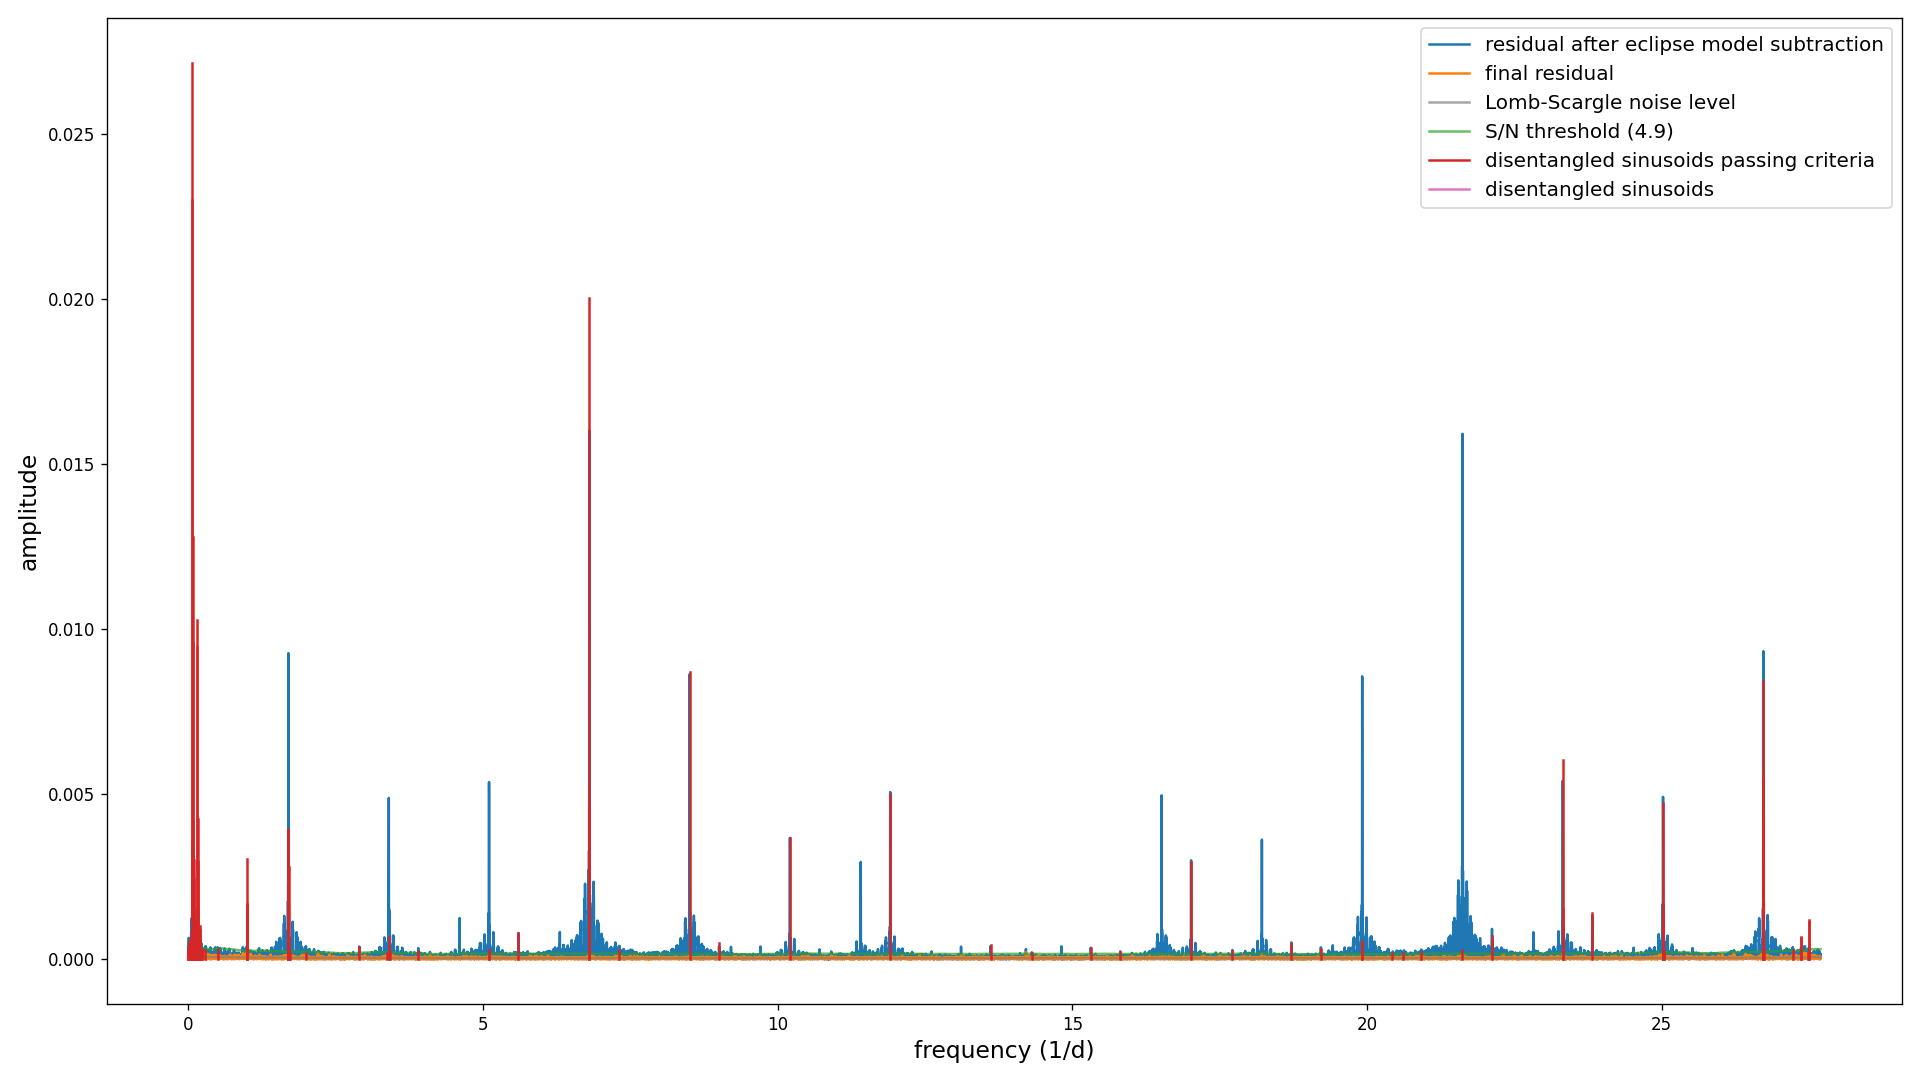 residual after eclipse model subtraction
final residual
Lomb-Scargle noise level
S/N threshold (4.9)
disentangled sinusoids passing criteria
disentangled sinusoids
0.025
0.020
0.015
0.010
0.005
0.000
amplitude
0 5 10 15 20 25
frequency (1/d)